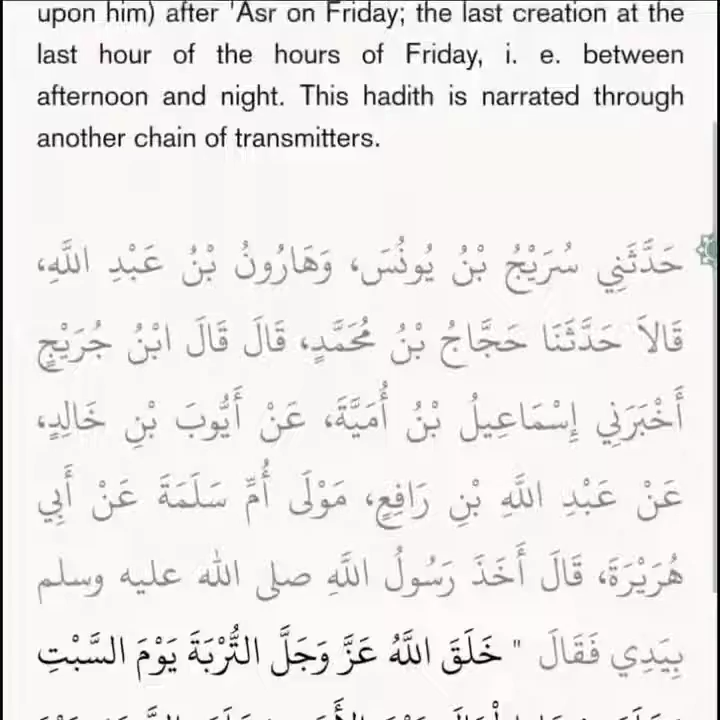 upon him) after 'Asr on Friday; the last creation at the
last hour of the hours of Friday, i. e. between
afternoon and night. This hadith is narrated through
another chain of transmitters.
حَدَّثَنِي سُرَيْجُ بْنُ يُونُسَ، وَهَارُونُ بْنُ عَبْدِ اللَّهِ،
قَالاَ حَدَّثَنَا حَجَّاجُ بْنُ مُحَمَّدٍ، قَالَ قَالَ ابْنُ جُرَيْجٍ
أَخْبَرَنِي إِسْمَاعِيلُ بْنُ أُمَيَّةَ، عَنْ أَيُّوبَ بْنِ خَالِدٍ،
عَنْ عَبْدِ اللَّهِ بْنِ رَافِعٍ، مَوْلَى أُمِّ سَلَمَةَ عَنْ أَبِي
هُرَيْرَةَ، قَالَ أَخَذَ رَسُولُ اللَّهِ صلى الله عليه وسلم
بِيَدِي فَقَالَ " خَلَقَ اللَّهُ عَزَّ وَجَلَّ التُّرْبَةَ يَوْمَ السَّبْتِ